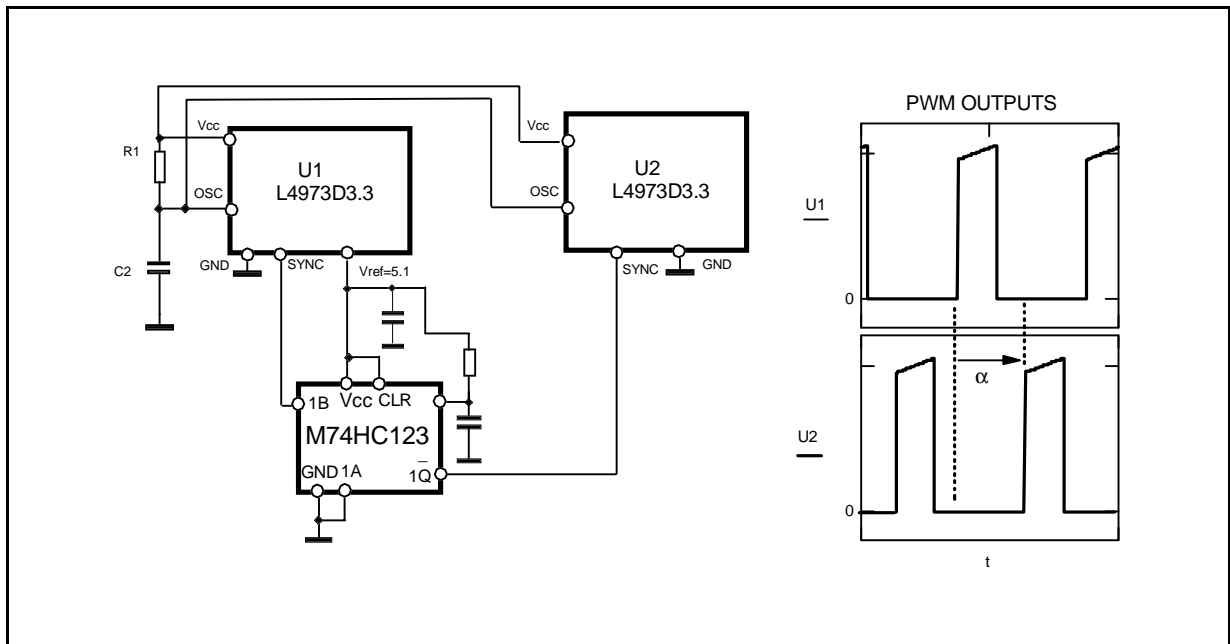 PWM OUTPUTS
Vcc
R1
OSC
C2
U1
L4973D3.3
GND
SYNC
Vref=5.1
Vcc
OSC
U2
L4973D3.3
SYNC
GND
1B
Vcc
CLR
M74HC123
GND
1A
1Q̅
U1
0
α
U2
0
t